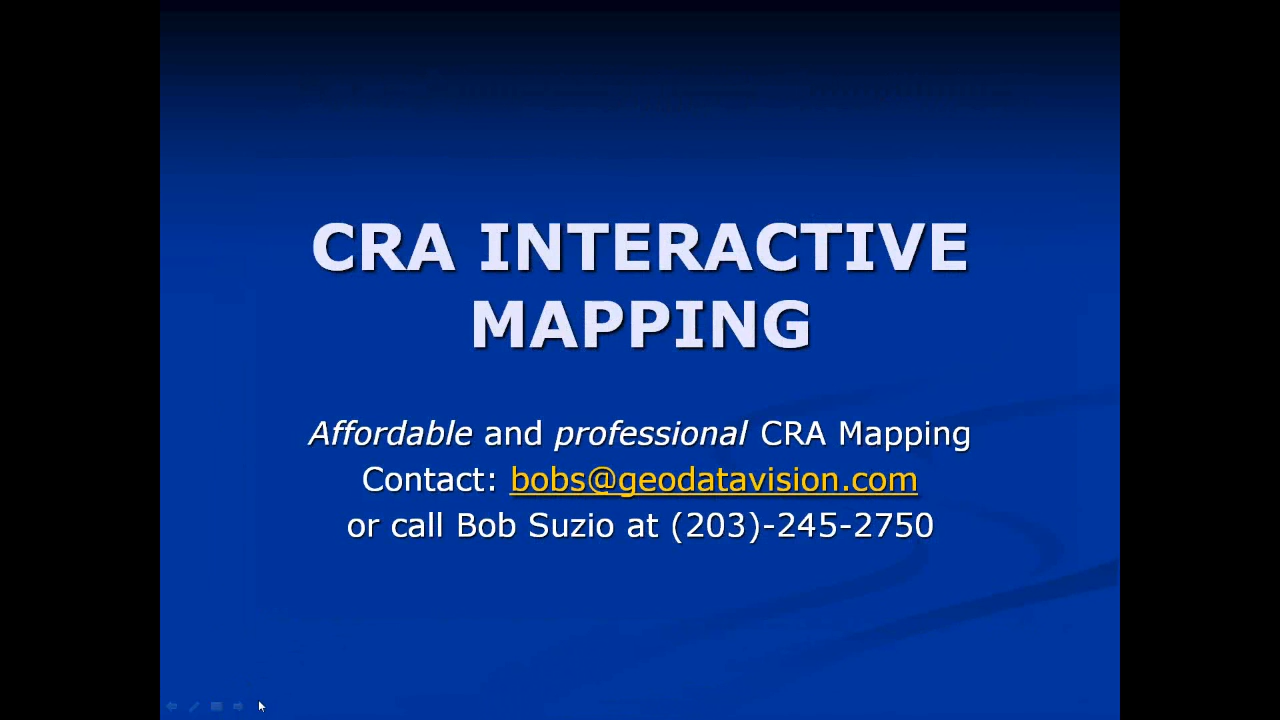 CRA INTERACTIVE
MAPPING
Affordable and professional CRA Mapping
Contact: bobs@geodatavision.com
or call Bob Suzio at (203)-245-2750